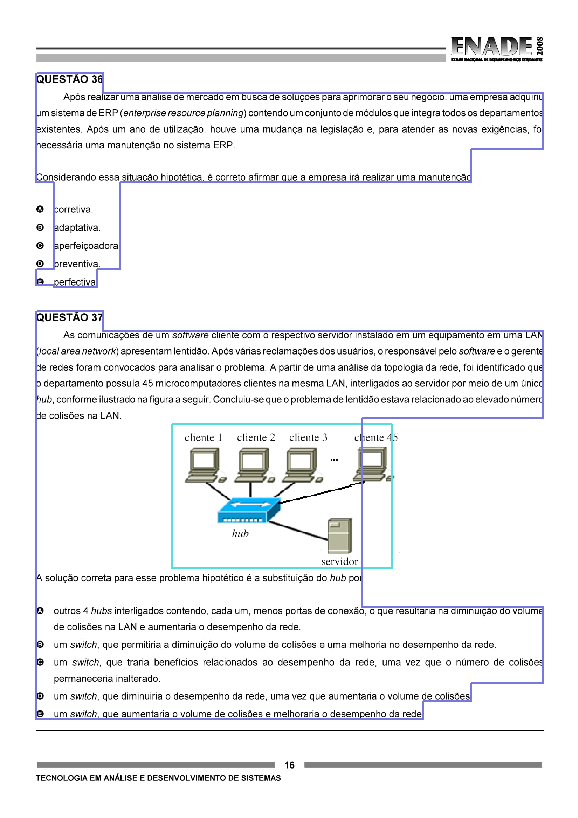 ENADE 2008
EXAME NACIONAL DE DESEMPENHO DOS ESTUDANTES
QUESTÃO 36
Após realizar uma análise de mercado em busca de soluções para aprimorar o seu negócio, uma empresa adquiriu
um sistema de ERP (enterprise resource planning) contendo um conjunto de módulos que integra todos os departamentos
existentes. Após um ano de utilização, houve uma mudança na legislação e, para atender as novas exigências, foi
necessária uma manutenção no sistema ERP.
Considerando essa situação hipotética, é correto afirmar que a empresa irá realizar uma manutenção
A corretiva.
B adaptativa.
C aperfeiçoadora.
D preventiva.
E perfectiva.
QUESTÃO 37
As comunicações de um software cliente com o respectivo servidor instalado em um equipamento em uma LAN
(local area network) apresentam lentidão. Após várias reclamações dos usuários, o responsável pelo software e o gerente
de redes foram convocados para analisar o problema. A partir de uma análise da topologia da rede, foi identificado que
o departamento possuía 45 microcomputadores clientes na mesma LAN, interligados ao servidor por meio de um único
hub, conforme ilustrado na figura a seguir. Concluiu-se que o problema de lentidão estava relacionado ao elevado número
de colisões na LAN.
cliente 1 cliente 2 cliente 3 cliente 45
...
hub
servidor
A solução correta para esse problema hipotético é a substituição do hub por
A outros 4 hubs interligados contendo, cada um, menos portas de conexão, o que resultaria na diminuição do volume
de colisões na LAN e aumentaria o desempenho da rede.
B um switch, que permitiria a diminuição do volume de colisões e uma melhoria no desempenho da rede.
C um switch, que traria benefícios relacionados ao desempenho da rede, uma vez que o número de colisões
permaneceria inalterado.
D um switch, que diminuiria o desempenho da rede, uma vez que aumentaria o volume de colisões.
E um switch, que aumentaria o volume de colisões e melhoraria o desempenho da rede.
16
TECNOLOGIA EM ANÁLISE E DESENVOLVIMENTO DE SISTEMAS